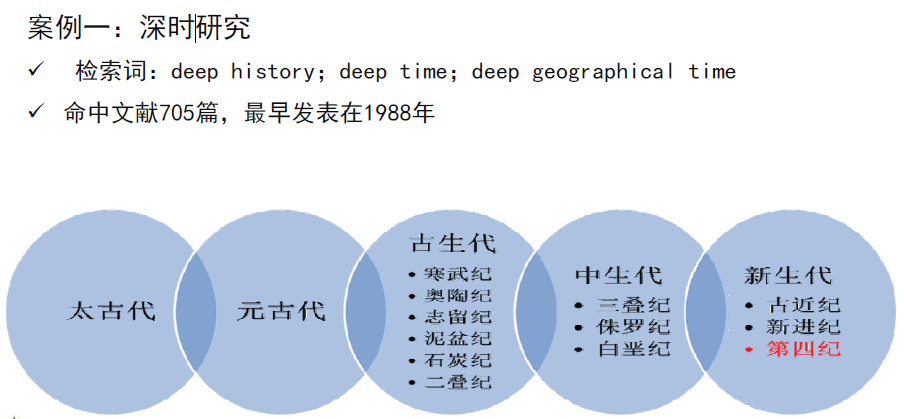 案例一：深时研究
✓ 检索词：deep history；deep time；deep geographical time
✓ 命中文献705篇，最早发表在1988年
太古代
元古代
古生代
• 寒武纪
• 奥陶纪
• 志留纪
• 泥盆纪
• 石炭纪
• 二叠纪
中生代
• 三叠纪
• 侏罗纪
• 白垩纪
新生代
• 古近纪
• 新进纪
• 第四纪